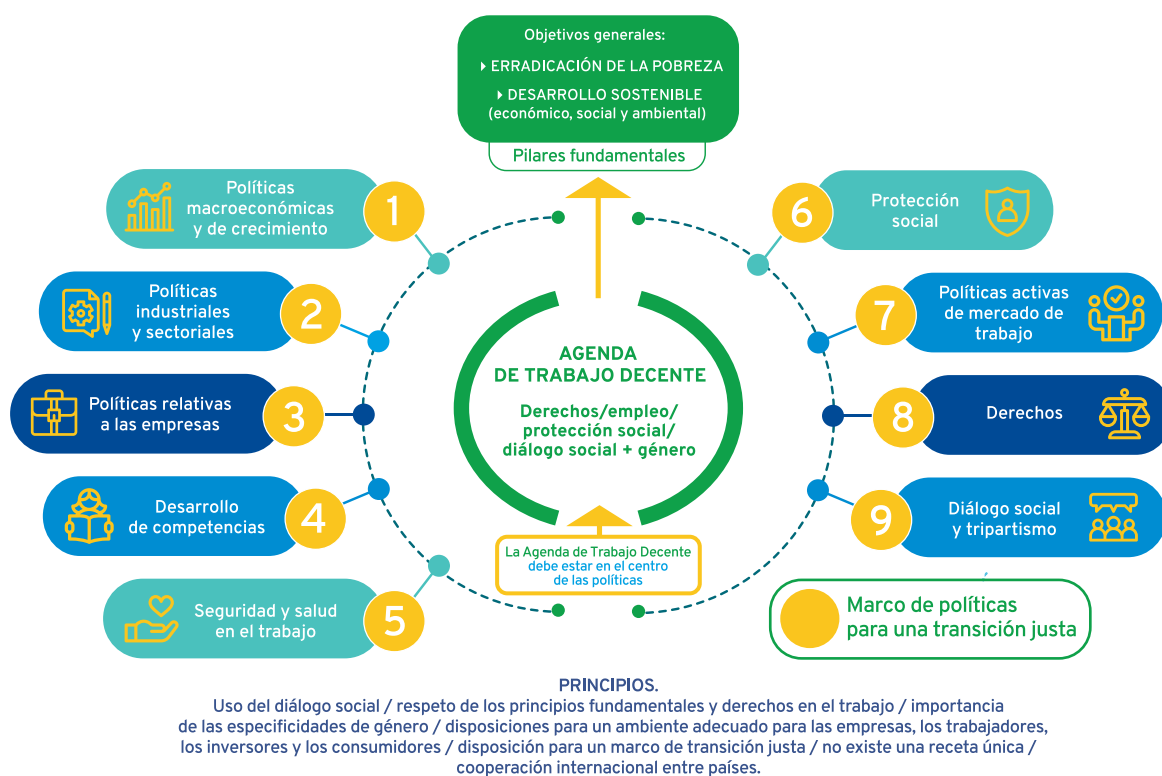 Objetivos generales:
‣ ERRADICACIÓN DE LA POBREZA
‣ DESARROLLO SOSTENIBLE
(económico, social y ambiental)
Pilares fundamentales
1
Políticas
macroeconómicas
y de crecimiento
2
Políticas
industriales
y sectoriales
3
Políticas relativas
a las empresas
4
Desarrollo
de competencias
5
Seguridad y salud
en el trabajo
AGENDA
DE TRABAJO DECENTE
Derechos/empleo/
protección social/
diálogo social + género
La Agenda de Trabajo Decente
debe estar en el centro
de las políticas
6
Protección
social
7
Políticas activas
de mercado de
trabajo
8
Derechos
9
Diálogo social
y tripartismo
Marco de políticas
para una transición justa
PRINCIPIOS.
Uso del diálogo social / respeto de los principios fundamentales y derechos en el trabajo / importancia
de las especificidades de género / disposiciones para un ambiente adecuado para las empresas, los trabajadores,
los inversores y los consumidores / disposición para un marco de transición justa / no existe una receta única /
cooperación internacional entre países.